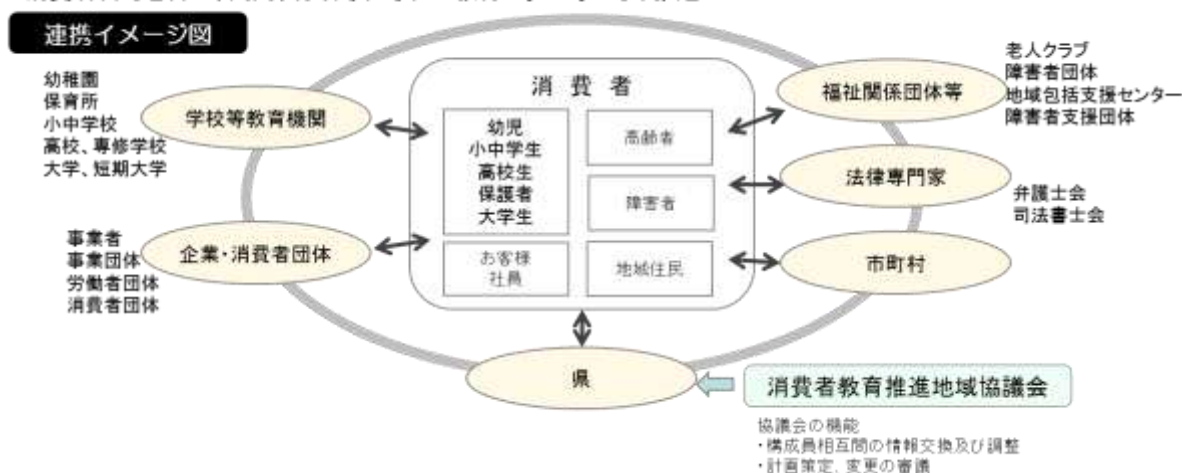 連携イメージ図
幼稚園
保育所
小中学校
高校、専修学校
大学、短期大学
学校等教育機関
事業者
事業団体
労働者団体
消費者団体
企業・消費者団体
消費者
幼児
小中学生
高校生
保護者
大学生
お客様
社員
高齢者
障害者
地域住民
福祉関係団体等
老人クラブ
障害者団体
地域包括支援センター
障害者支援団体
法律専門家
弁護士会
司法書士会
市町村
県
消費者教育推進地域協議会
協議会の機能
・構成員相互間の情報交換及び調整
・計画策定、変更の審議